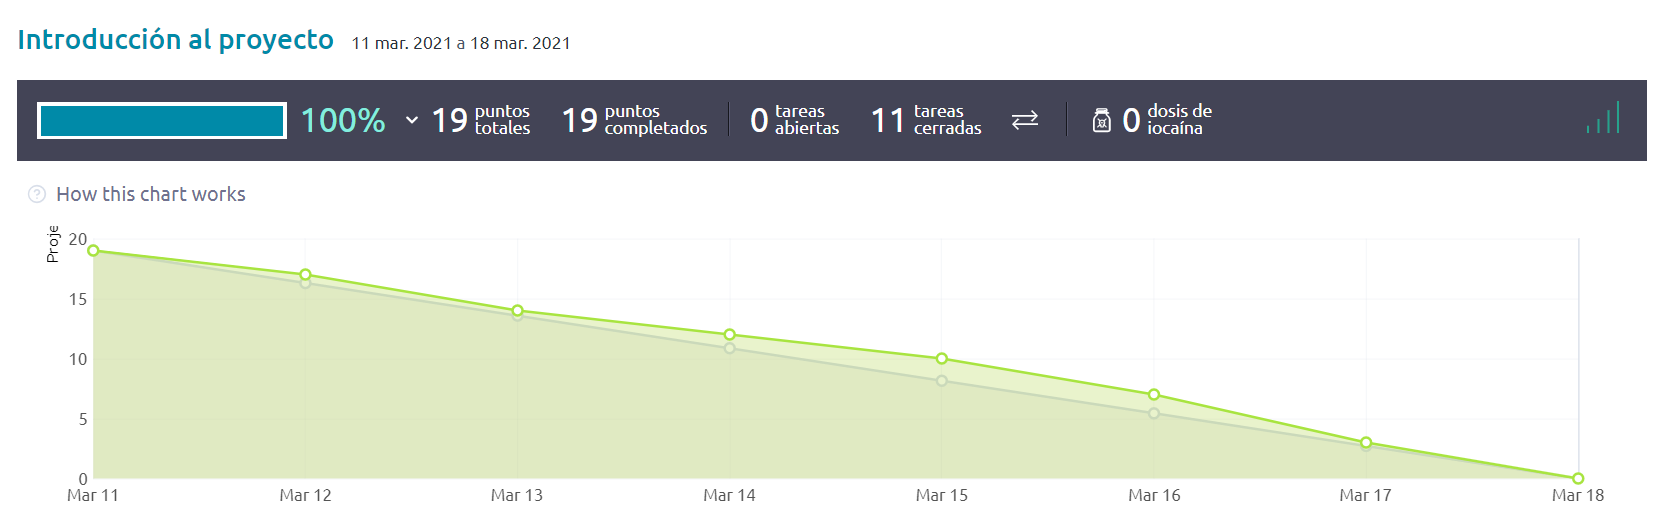 Introducción al proyecto 11 mar. 2021 a 18 mar. 2021
100% 19 puntos totales 19 puntos completados 0 tareas abiertas 11 tareas cerradas 0 dosis de iocaína
How this chart works
Proje
20
15
10
5
0
Mar 11 Mar 12 Mar 13 Mar 14 Mar 15 Mar 16 Mar 17 Mar 18